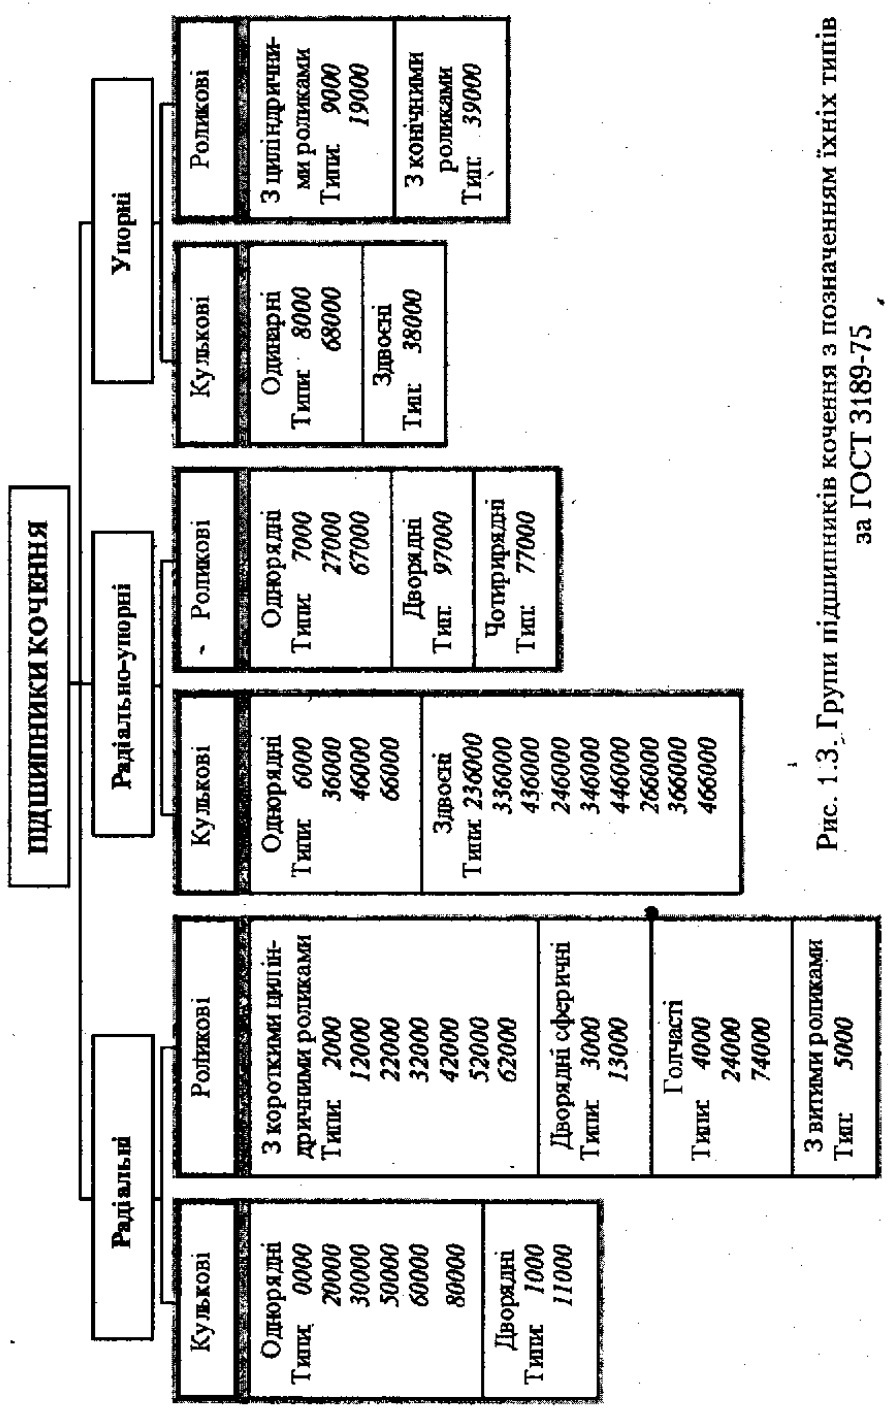 ПІДШИПНИКИ КОЧЕННЯ
Радіальні
Кулькові
Однорядні
Типи: 0000
20000
30000
50000
60000
80000
Дворядні
Типи: 1000
11000
Роликові
З короткими цилін-
дричними роликами
Типи: 2000
12000
22000
32000
42000
52000
62000
Дворядні сферичні
Типи: 3000
13000
Голчасті
Типи: 4000
24000
74000
З витими роликами
Тип: 5000
Радіально-упорні
Кулькові
Однорядні
Типи: 6000
36000
46000
66000
Здвоєні
Типи: 236000
336000
436000
246000
346000
446000
266000
366000
466000
Роликові
Однорядні
Типи: 7000
27000
67000
Дворядні
Тип: 97000
Чотирирядні
Тип: 77000
Упорні
Кулькові
Одинарні
Типи: 8000
68000
Здвоєні
Тип: 38000
Роликові
З циліндрични-
ми роликами
Типи: 9000
19000
З конічними
роликами
Тип: 39000
Рис. 1.3. Групи підшипників кочення з позначенням їхніх типів
за ГОСТ 3189-75